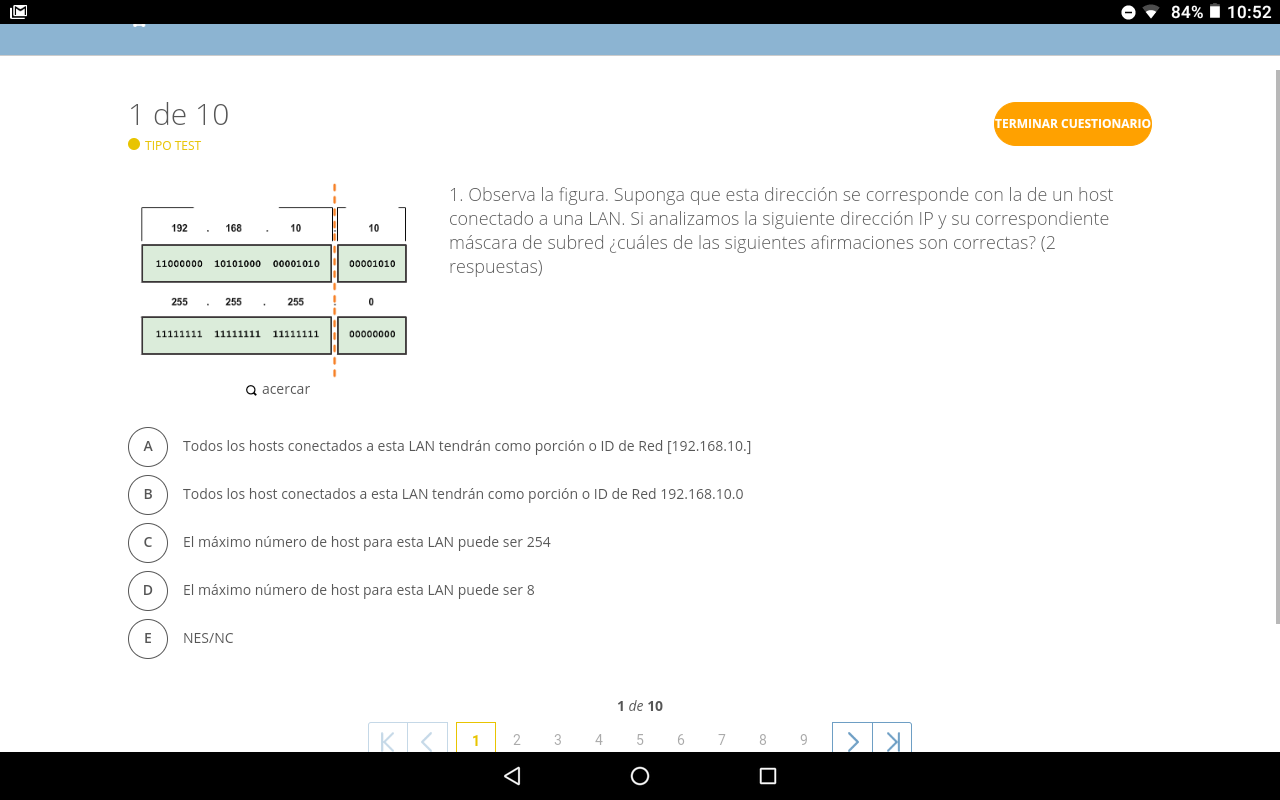 84% 10:52
1 de 10
TERMINAR CUESTIONARIO
TIPO TEST
192 . 168 . 10 . 10
11000000 10101000 00001010 00001010
255 . 255 . 255 . 0
11111111 11111111 11111111 00000000
acercar
1. Observa la figura. Suponga que esta dirección se corresponde con la de un host
conectado a una LAN. Si analizamos la siguiente dirección IP y su correspondiente
máscara de subred ¿cuáles de las siguientes afirmaciones son correctas? (2
respuestas)
A Todos los hosts conectados a esta LAN tendrán como porción o ID de Red [192.168.10.]
B Todos los host conectados a esta LAN tendrán como porción o ID de Red 192.168.10.0
C El máximo número de host para esta LAN puede ser 254
D El máximo número de host para esta LAN puede ser 8
E NES/NC
1 de 10
1 2 3 4 5 6 7 8 9